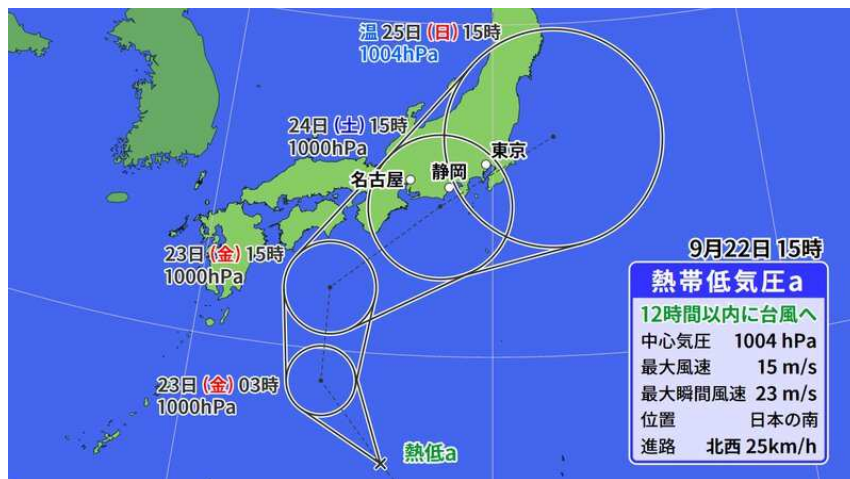 温 25日(日)15時
1004hPa
24日(土)15時
1000hPa
東京
静岡
名古屋
23日(金)15時
1000hPa
23日(金)03時
1000hPa
熱低a
9月22日 15時
熱帯低気圧a
12時間以内に台風へ
中心気圧 1004 hPa
最大風速 15 m/s
最大瞬間風速 23 m/s
位置 日本の南
進路 北西 25km/h